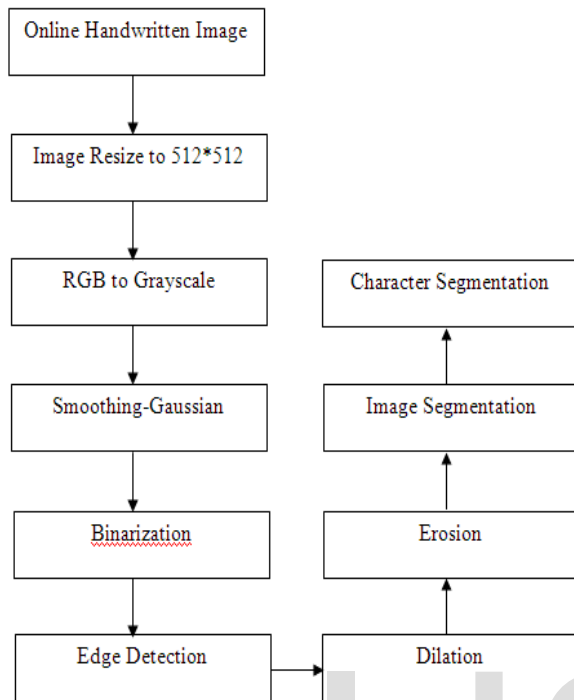 Online Handwritten Image
Image Resize to 512*512
RGB to Grayscale
Smoothing-Gaussian
Binarization
Edge Detection
Dilation
Erosion
Image Segmentation
Character Segmentation